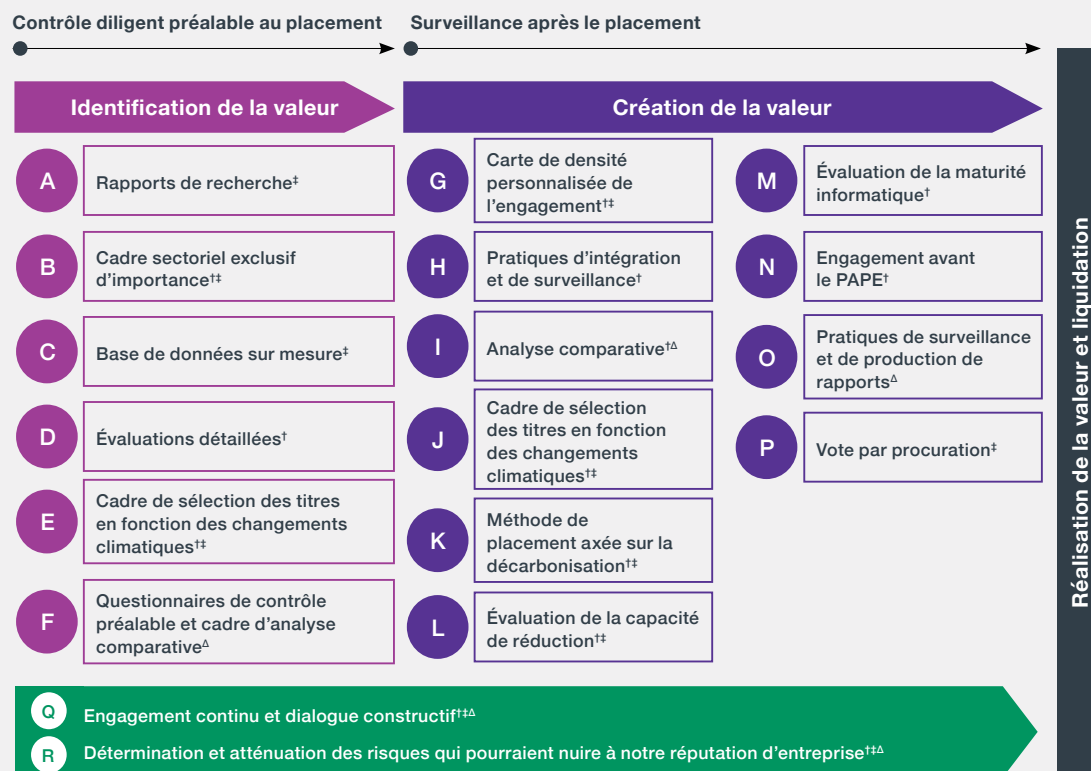 Contrôle diligent préalable au placement
Surveillance après le placement
Identification de la valeur
Création de la valeur
A
Rapports de recherche‡
B
Cadre sectoriel exclusif
d'importance†‡
C
Base de données sur mesure‡
D
Évaluations détaillées†
E
Cadre de sélection des titres
en fonction des changements
climatiques†‡
F
Questionnaires de contrôle
préalable et cadre d'analyse
comparative∆
G
Carte de densité
personnalisée de
l'engagement†‡
H
Pratiques d'intégration
et de surveillance†
I
Analyse comparative†∆
J
Cadre de sélection
des titres en fonction
des changements
climatiques†‡
K
Méthode de
placement axée sur la
décarbonisation†‡
L
Évaluation de la capacité
de réduction†‡
M
Évaluation de la maturité
informatique†
N
Engagement avant
le PAPE†
O
Pratiques de surveillance
et de production de
rapports∆
P
Vote par procuration‡
Q
Engagement continu et dialogue constructif†‡∆
R
Détermination et atténuation des risques qui pourraient nuire à notre réputation d'entreprise†‡∆
Réalisation de la valeur et liquidation